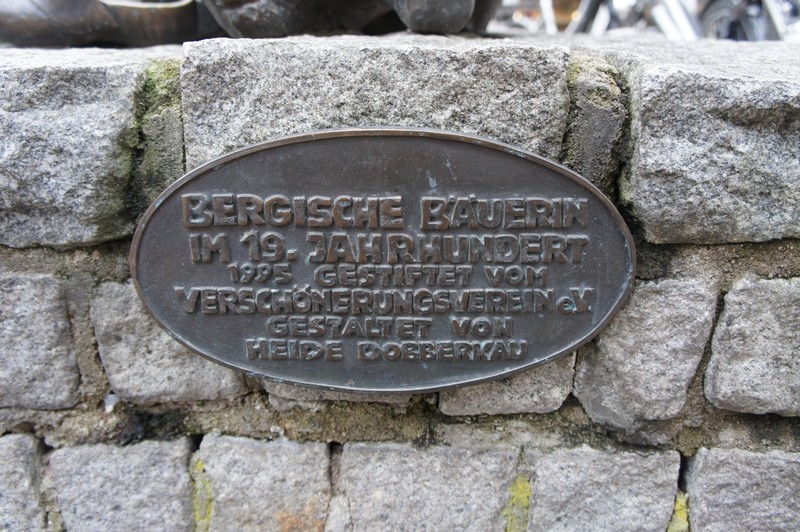 BERGISCHE BÄUERIN
IM 19. JAHRHUNDERT
1995 GESTIFTET VOM
VERSCHÖNERUNGSVEREIN e.V.
GESTALTET VON
HEIDE DOBBERKAU